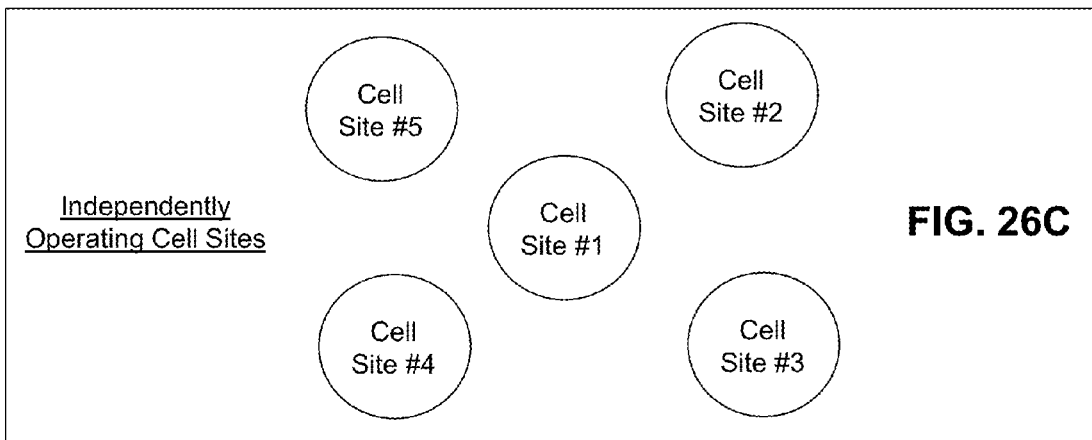 Cell
Site #5
Cell
Site #2
Independently
Operating Cell Sites
Cell
Site #1
FIG. 26C
Cell
Site #4
Cell
Site #3